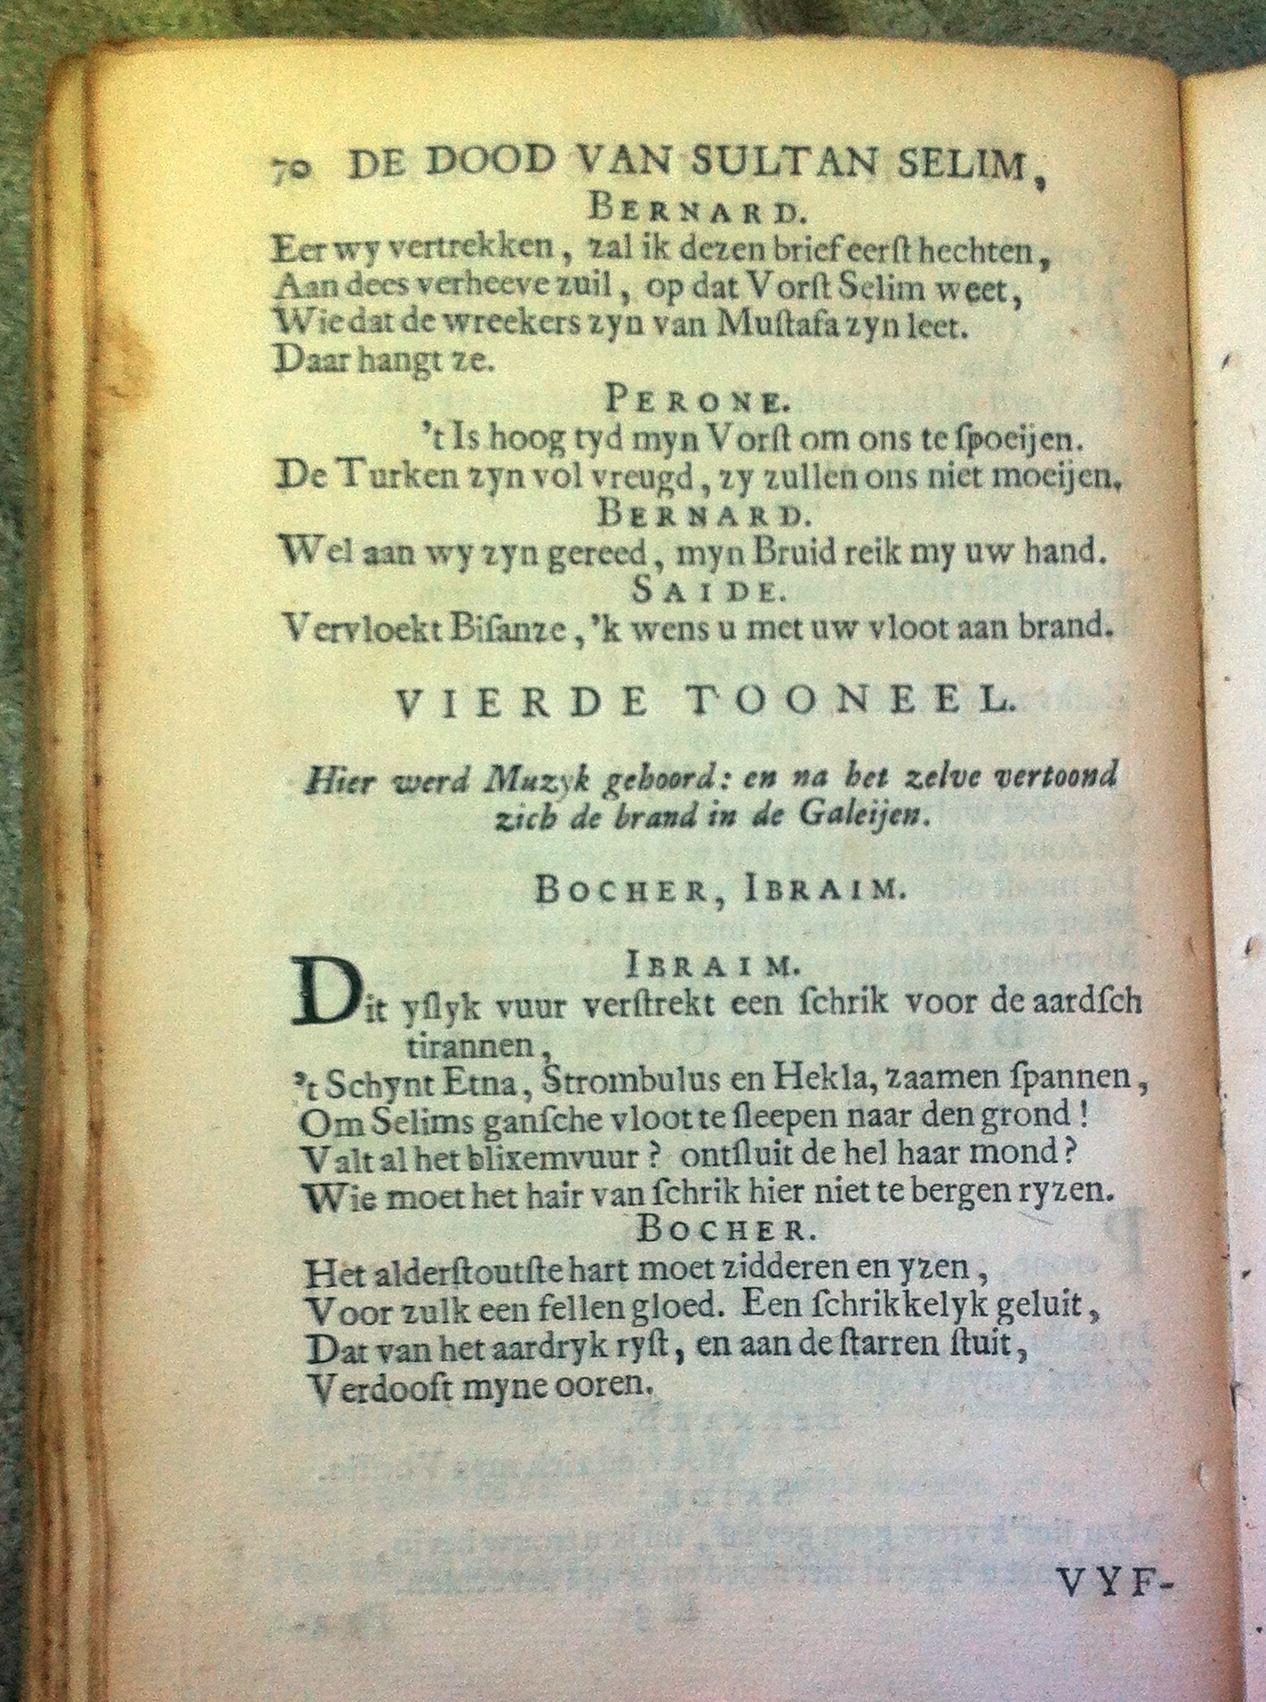 70 DE DOOD VAN SULTAN SELIM,
BERNARD.
Eer wy vertrekken, zal ik dezen brief eerſt hechten,
Aan dees verheeve zuil, op dat Vorſt Selim weet,
Wie dat de wreekers zyn van Muſtafa zyn leet.
Daar hangt ze.
PERONE.
't Is hoog tyd myn Vorſt om ons te ſpoeijen.
De Turken zyn vol vreugd, zy zullen ons niet moeijen.
BERNARD.
Wel aan wy zyn gereed, myn Bruid reik my uw hand.
SAIDE.
Vervloekt Biſanze, 'k wens u met uw vloot aan brand.
VIERDE TOONEEL.
Hier werd Muzyk gehoord: en na het zelve vertoond
zich de brand in de Galeijen.
BOCHER, IBRAIM.
IBRAIM.
Dit yſlyk vuur verſtrekt een ſchrik voor de aardſch
tirannen,
't Schynt Etna, Strombulus en Hekla, zaamen ſpannen,
Om Selims ganſche vloot te ſleepen naar den grond!
Valt al het blixemvuur? ontſluit de hel haar mond?
Wie moet het hair van ſchrik hier niet te bergen ryzen.
BOCHER.
Het alderſtoutſte hart moet zidderen en yzen,
Voor zulk een fellen gloed. Een ſchrikkelyk geluit,
Dat van het aardryk ryſt, en aan de ſtarren ſtuit,
Verdooft myne ooren.
VYF-